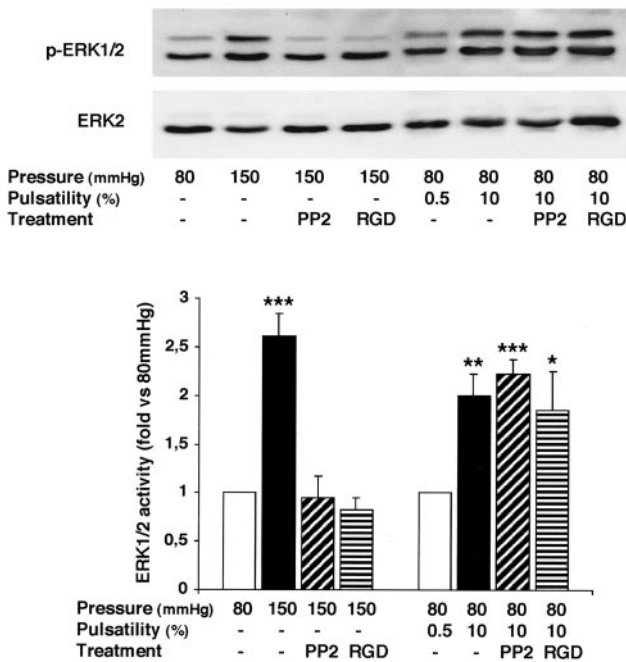 p-ERK1/2
ERK2
Pressure (mmHg) 80 150 150 150 80 80 80 80
Pulsatility (%) - - - - 0.5 10 10 10
Treatment - - PP2 RGD - - PP2 RGD
3
2,5
2
1,5
1
0,5
0
ERK1/2 activity (fold vs 80mmHg)
*** ** *** *
Pressure (mmHg) 80 150 150 150 80 80 80 80
Pulsatility (%) - - - - 0.5 10 10 10
Treatment - - PP2 RGD - - PP2 RGD